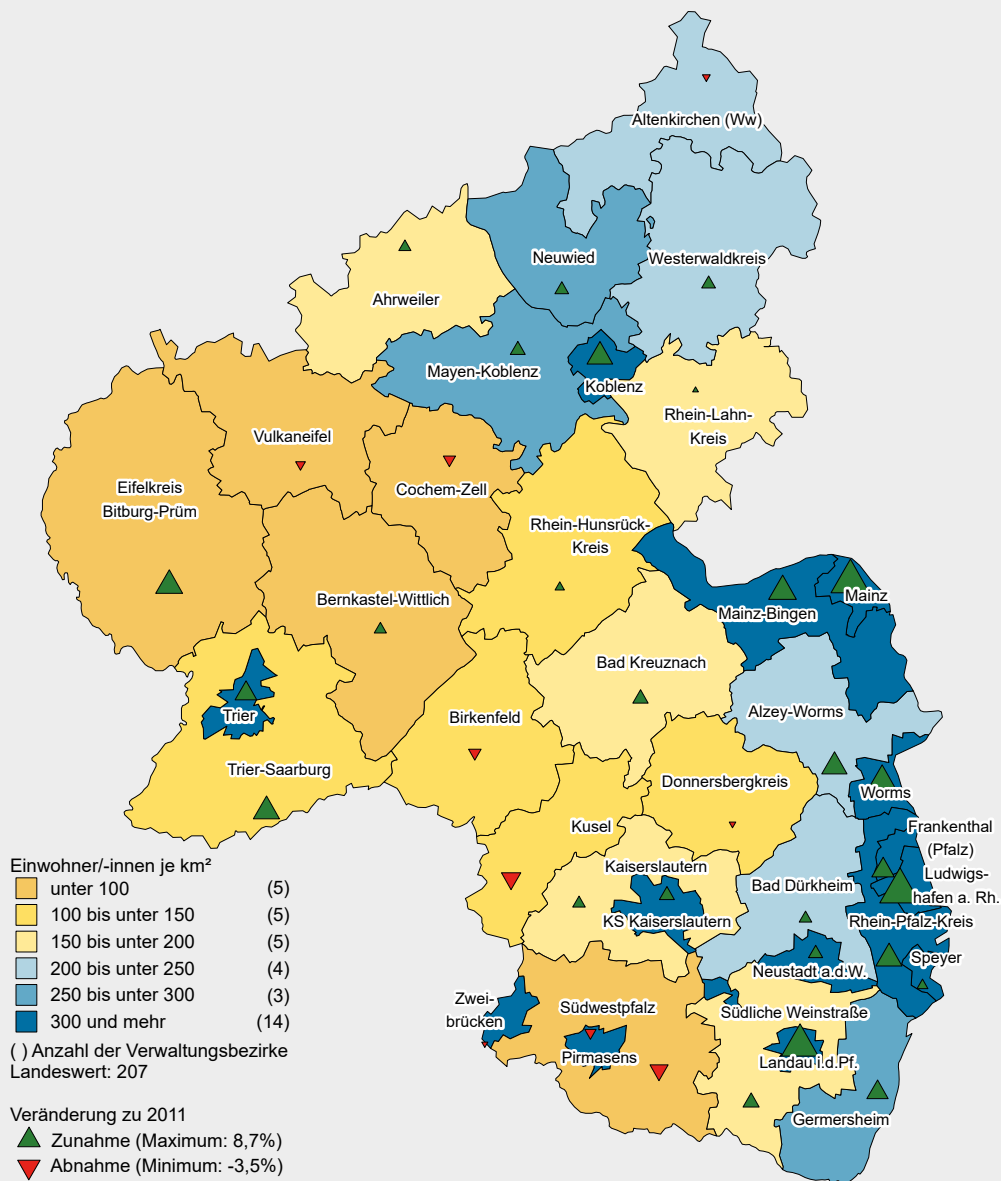 Altenkirchen (Ww)
Neuwied
Westerwaldkreis
Ahrweiler
Mayen-Koblenz
Koblenz
Rhein-Lahn-
Kreis
Vulkaneifel
Cochem-Zell
Eifelkreis
Bitburg-Prüm
Rhein-Hunsrück-
Kreis
Bernkastel-Wittlich
Mainz
Mainz-Bingen
Bad Kreuznach
Trier
Birkenfeld
Alzey-Worms
Trier-Saarburg
Donnersbergkreis
Worms
Kusel
Frankenthal
(Pfalz)
Kaiserslautern
Ludwigs-
hafen a. Rh.
Bad Dürkheim
KS Kaiserslautern
Rhein-Pfalz-Kreis
Speyer
Neustadt a.d.W.
Zwei-
brücken
Südwestpfalz
Südliche Weinstraße
Pirmasens
Landau i.d.Pf.
Germersheim
Einwohner/-innen je km²
unter 100 (5)
100 bis unter 150 (5)
150 bis unter 200 (5)
200 bis unter 250 (4)
250 bis unter 300 (3)
300 und mehr (14)
( ) Anzahl der Verwaltungsbezirke
Landeswert: 207
Veränderung zu 2011
Zunahme (Maximum: 8,7%)
Abnahme (Minimum: -3,5%)